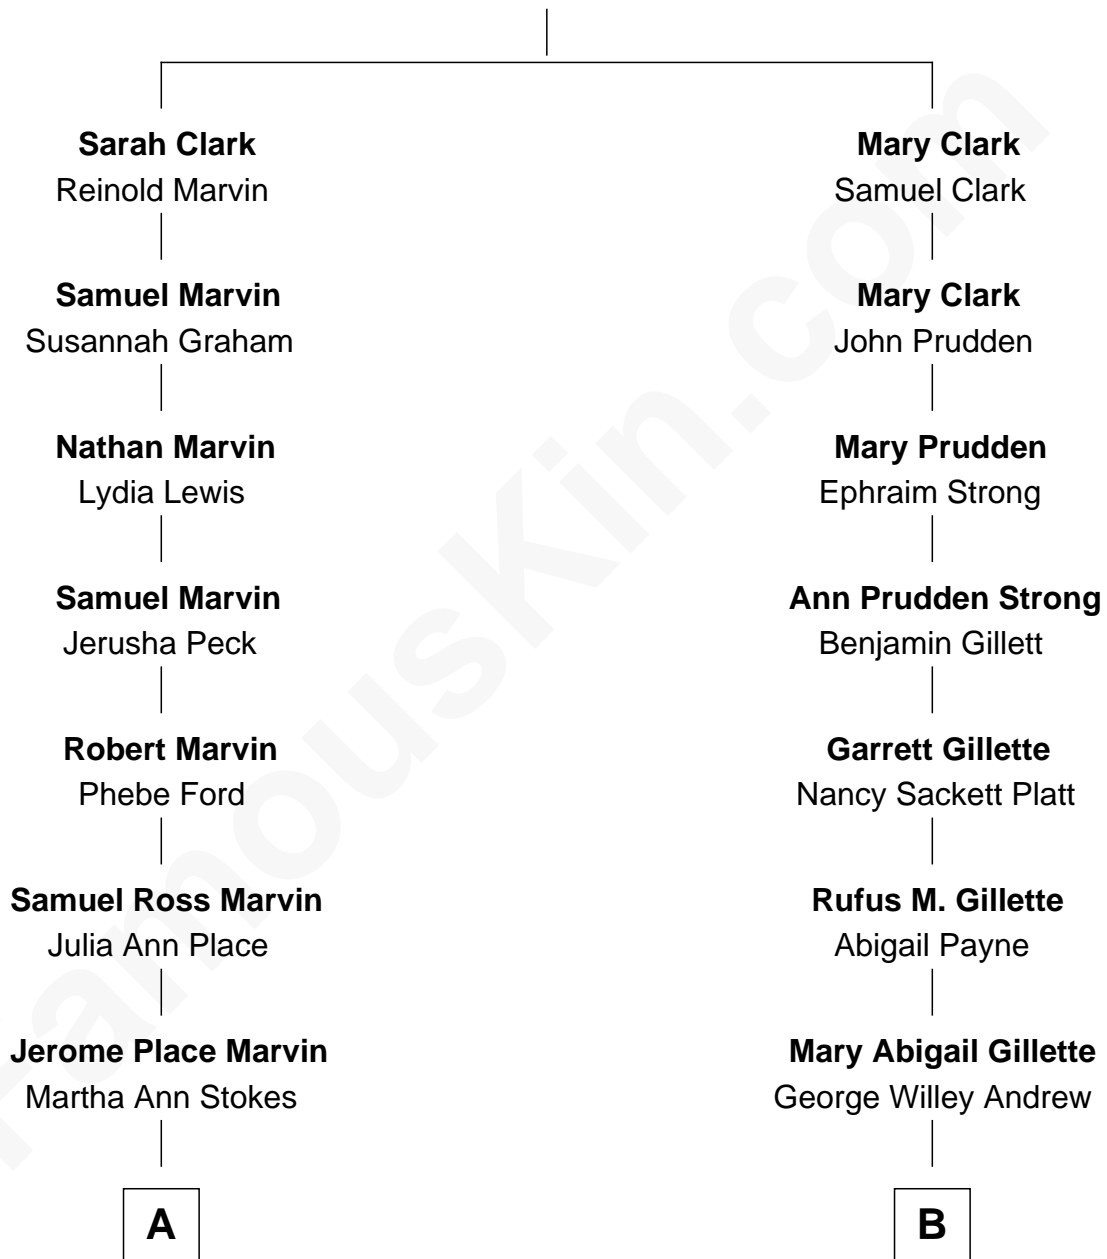 Sarah Clark
Reinold Marvin
Samuel Marvin
Susannah Graham
Nathan Marvin
Lydia Lewis
Samuel Marvin
Jerusha Peck
Robert Marvin
Phebe Ford
Samuel Ross Marvin
Julia Ann Place
Jerome Place Marvin
Martha Ann Stokes
A
Mary Clark
Samuel Clark
Mary Clark
John Prudden
Mary Prudden
Ephraim Strong
Ann Prudden Strong
Benjamin Gillett
Garrett Gillette
Nancy Sackett Platt
Rufus M. Gillette
Abigail Payne
Mary Abigail Gillette
George Willey Andrew
B
FamousKin.com